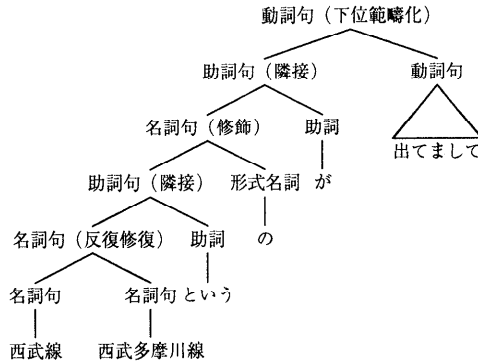 動詞句（下位範疇化）
助詞句（隣接） 動詞句
名詞句（修飾） 助詞 出てまして
助詞句（隣接） 形式名詞 が
名詞句（反復修復） 助詞 の
名詞句 名詞句 という
西武線 西武多摩川線